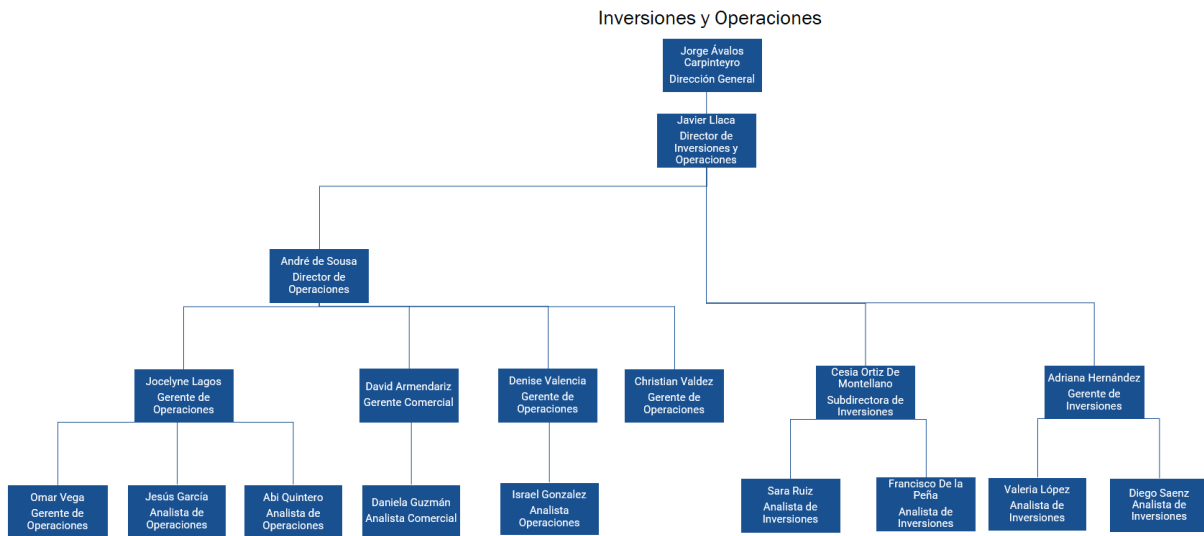 Inversiones y Operaciones
Jorge Ávalos
Carpinteyro
Dirección General
Javier Llaca
Director de
Inversiones y
Operaciones
André de Sousa
Director de
Operaciones
Jocelyne Lagos
Gerente de
Operaciones
David Armendariz
Gerente Comercial
Denise Valencia
Gerente de
Operaciones
Christian Valdez
Gerente de
Operaciones
Cesia Ortiz De
Montellano
Subdirectora de
Inversiones
Adriana Hernández
Gerente de
Inversiones
Omar Vega
Gerente de
Operaciones
Jesús García
Analista de
Operaciones
Abi Quintero
Analista de
Operaciones
Daniela Guzmán
Analista Comercial
Israel Gonzalez
Analista
Operaciones
Sara Ruiz
Analista de
Inversiones
Francisco De la
Peña
Analista de
Inversiones
Valeria López
Analista de
Inversiones
Diego Saenz
Analista de
Inversiones